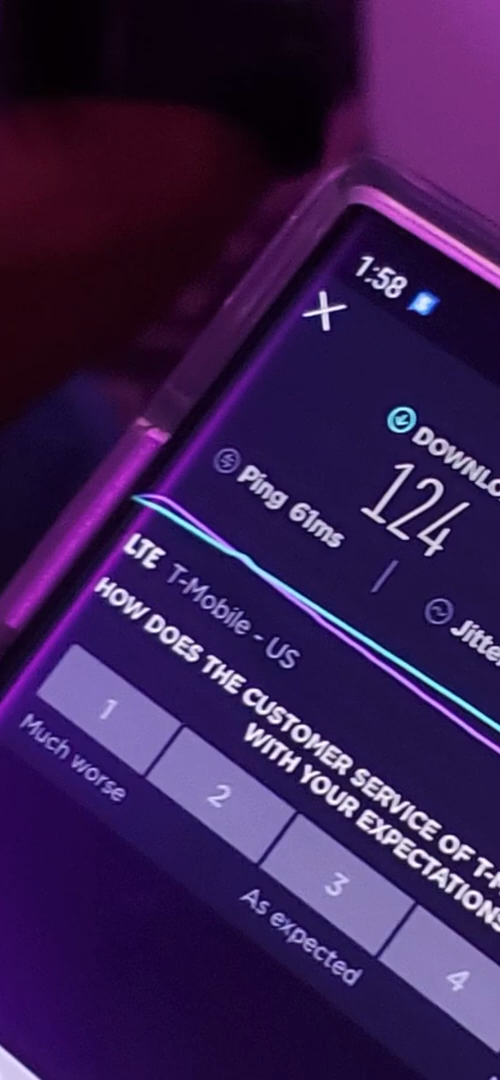 1:58
DOWNLO
124
Ping 61ms
Jitte
LTE T-Mobile - US
HOW DOES THE CUSTOMER SERVICE OF T-
WITH YOUR EXPECTATIONS
1 2 3 4
Much worse
As expected